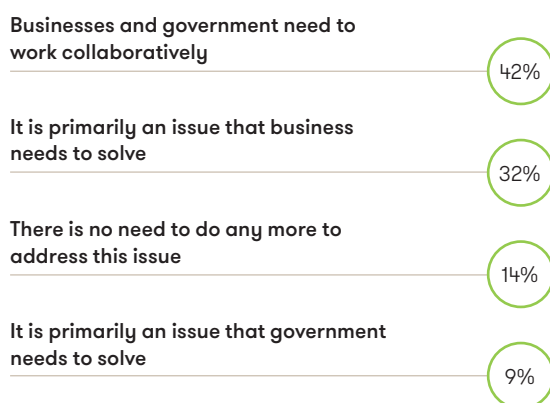 Businesses and government need to
work collaboratively
42%
It is primarily an issue that business
needs to solve
32%
There is no need to do any more to
address this issue
14%
It is primarily an issue that government
needs to solve
9%